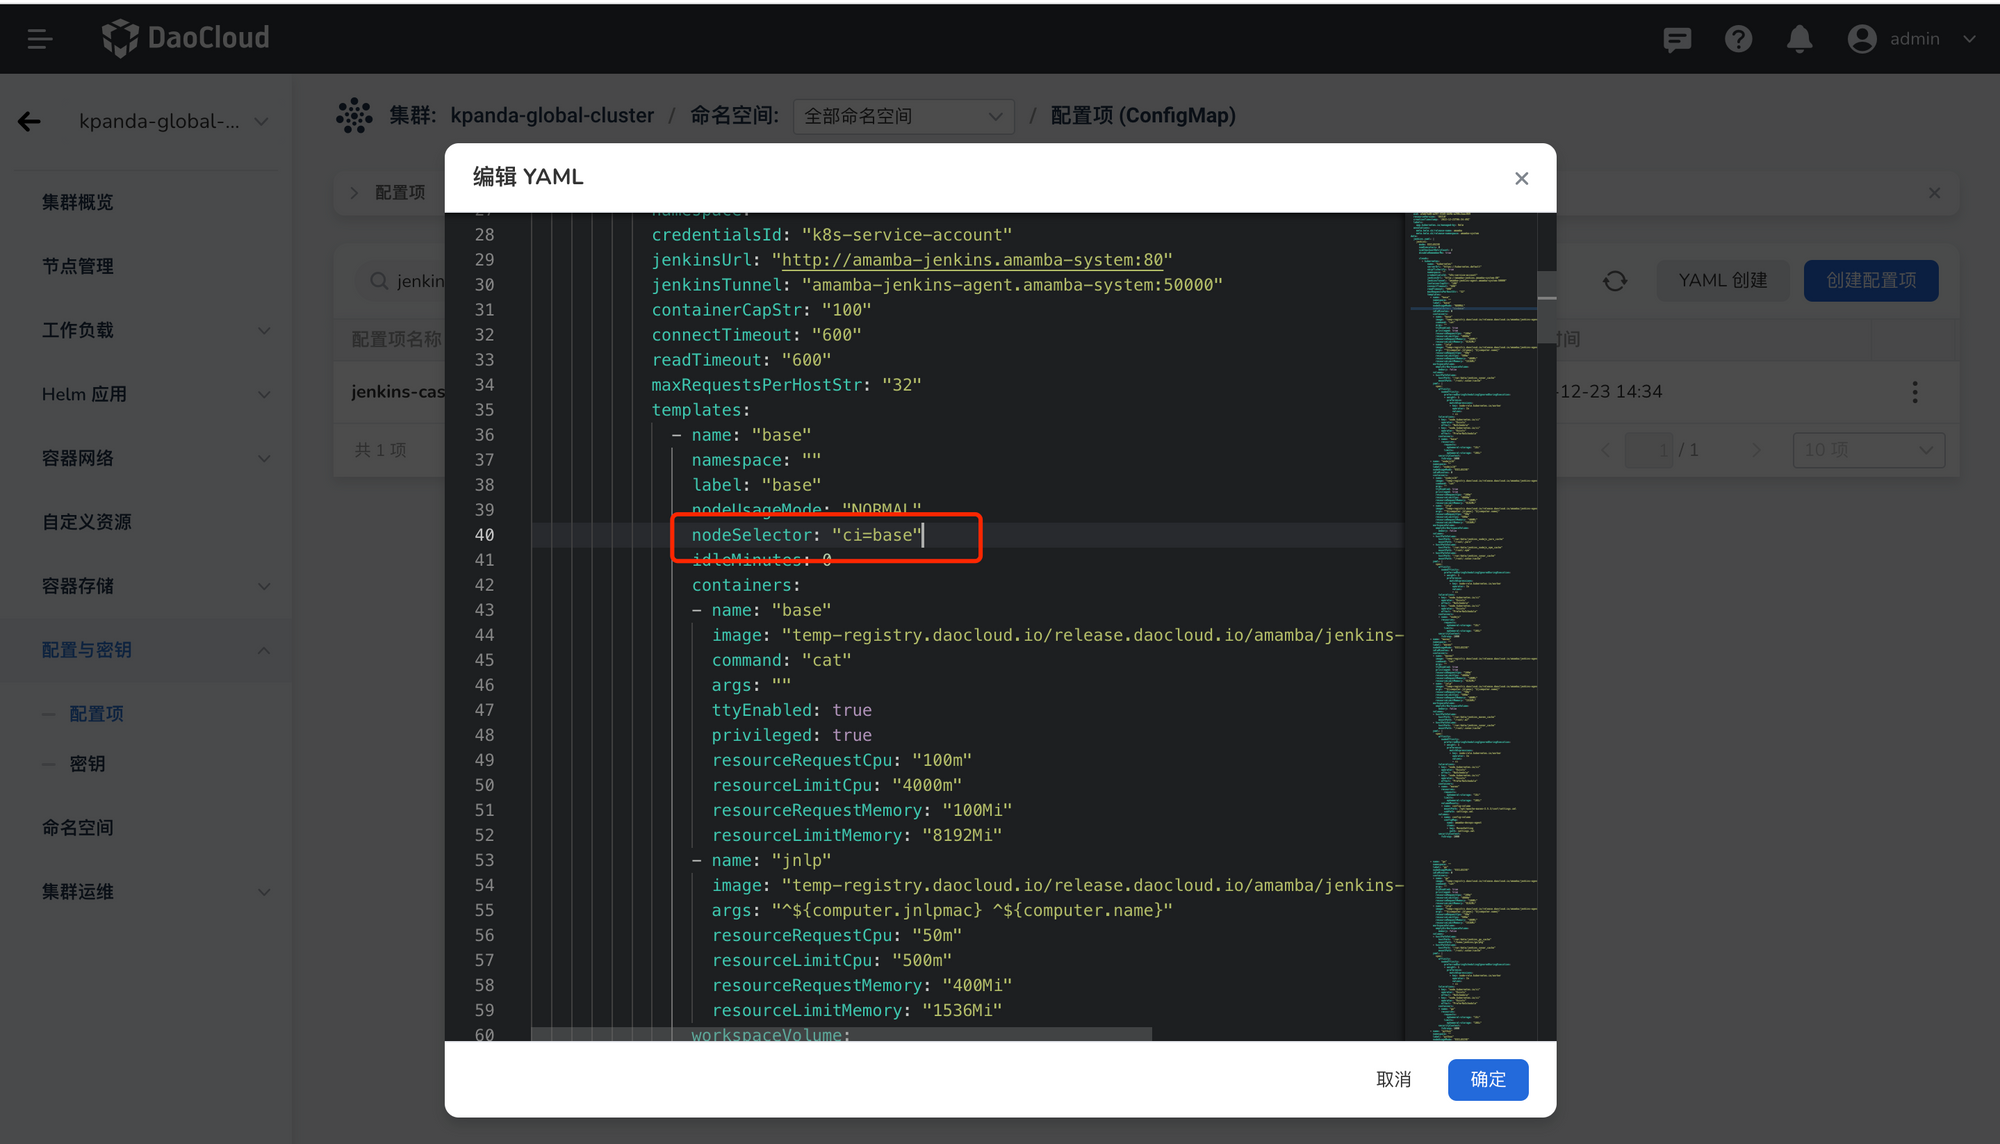 DaoCloud
admin
kpanda-global-...
集群: kpanda-global-cluster / 命名空间: 全部命名空间 / 配置项 (ConfigMap)
集群概览
节点管理
工作负载
Helm 应用
容器网络
自定义资源
容器存储
配置与密钥
配置项
密钥
命名空间
集群运维
配置项
jenkin
YAML 创建
创建配置项
配置项名称
时间
jenkins-cas
-12-23 14:34
共 1 项
1 / 1
10 项
编辑 YAML
27 namespace:
28 credentialsId: "k8s-service-account"
29 jenkinsUrl: "http://amamba-jenkins.amamba-system:80"
30 jenkinsTunnel: "amamba-jenkins-agent.amamba-system:50000"
31 containerCapStr: "100"
32 connectTimeout: "600"
33 readTimeout: "600"
34 maxRequestsPerHostStr: "32"
35 templates:
36 - name: "base"
37 namespace: ""
38 label: "base"
39 nodeUsageMode: "NORMAL"
40 nodeSelector: "ci=base"
41 idleMinutes: 0
42 containers:
43 - name: "base"
44 image: "temp-registry.daocloud.io/release.daocloud.io/amamba/jenkins-
45 command: "cat"
46 args: ""
47 ttyEnabled: true
48 privileged: true
49 resourceRequestCpu: "100m"
50 resourceLimitCpu: "4000m"
51 resourceRequestMemory: "100Mi"
52 resourceLimitMemory: "8192Mi"
53 - name: "jnlp"
54 image: "temp-registry.daocloud.io/release.daocloud.io/amamba/jenkins-
55 args: "^${computer.jnlpmac} ^${computer.name}"
56 resourceRequestCpu: "50m"
57 resourceLimitCpu: "500m"
58 resourceRequestMemory: "400Mi"
59 resourceLimitMemory: "1536Mi"
60 workspaceVolume:
取消
确定